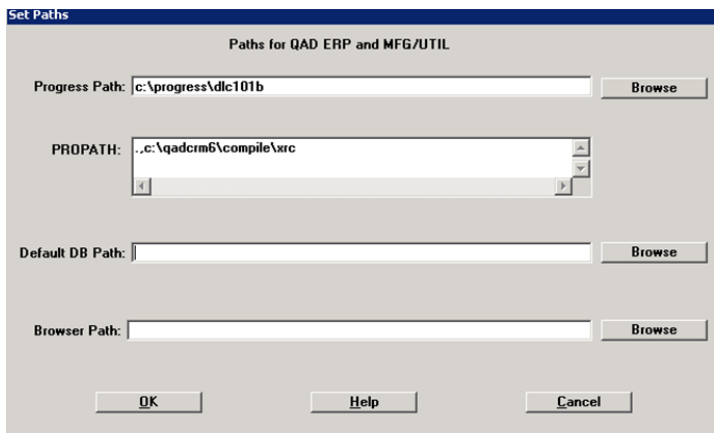 Set Paths
Paths for QAD ERP and MFG/UTIL
Progress Path: c:\progress\dlc101b Browse
PROPATH: .,c:\qadcrm6\compile\xrc
Default DB Path: Browse
Browser Path: Browse
OK Help Cancel